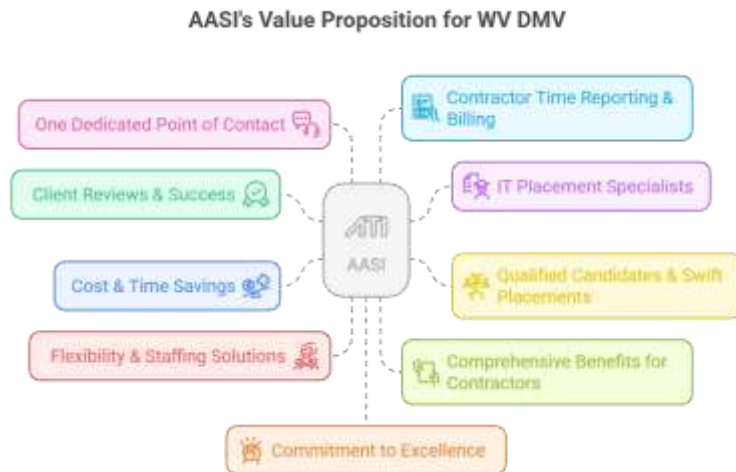 AASI's Value Proposition for WV DMV
One Dedicated Point of Contact
Contractor Time Reporting &
Billing
Client Reviews & Success
IT Placement Specialists
ATI
AASI
Cost & Time Savings
Qualified Candidates & Swift
Placements
Flexibility & Staffing Solutions
Comprehensive Benefits for
Contractors
Commitment to Excellence